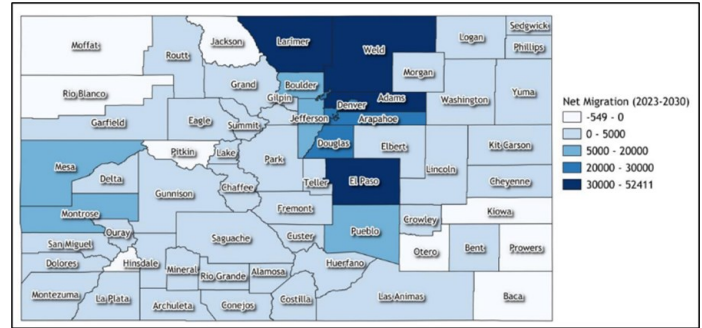 Moffat
Routt
Jackson
Larimer
Weld
Logan
Sedgwick
Phillips
Morgan
Rio Blanco
Grand
Boulder
Gilpin
Denver
Adams
Washington
Yuma
Garfield
Eagle
Summit
Jefferson
Arapahoe
Douglas
Elbert
Kit Carson
Mesa
Pitkin
Lake
Park
Delta
Gunnison
Chaffee
Teller
El Paso
Lincoln
Cheyenne
Montrose
Fremont
Kiowa
Ouray
Saguache
Custer
Pueblo
Crowley
San Miguel
Otero
Bent
Prowers
Dolores
Hinsdale
Mineral
Rio Grande
Alamosa
Huerfano
Montezuma
La Plata
Archuleta
Conejos
Costilla
Las Animas
Baca
Net Migration (2023-2030)
-549 - 0
0 - 5000
5000 - 20000
20000 - 30000
30000 - 52411